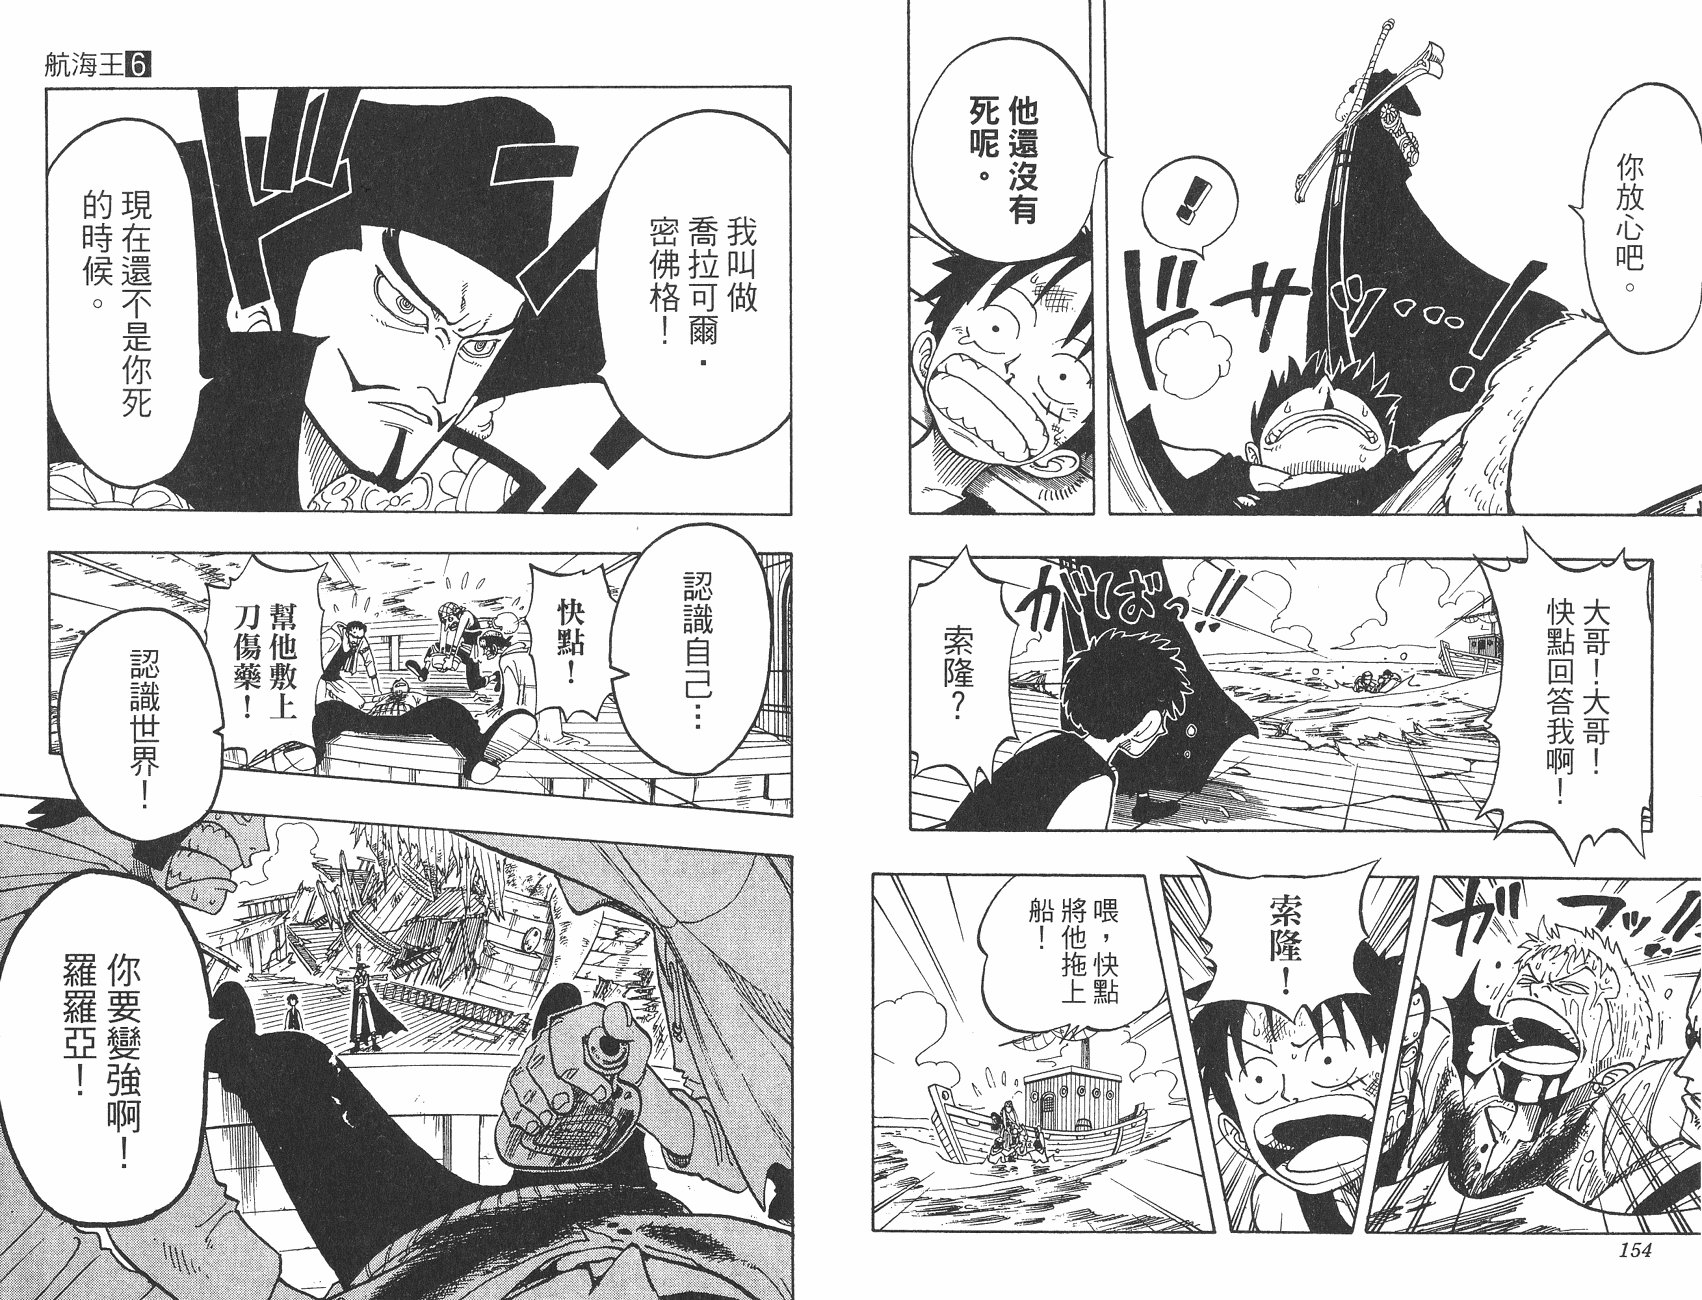 你放心吧。
！
ドサ…
他還沒有
死呢。
大哥！大哥！
快點回答我啊！
がばっ!!
索隆？
ガハッ!!
索隆！
喂，快點
將他拖上
船！
154
航海王6
我叫做
喬拉可爾．
密佛格！
現在還不是你死
的時候。
認識自己…
快點！
幫他敷上
刀傷藥！
認識世界！
你要變強啊！
羅羅亞！